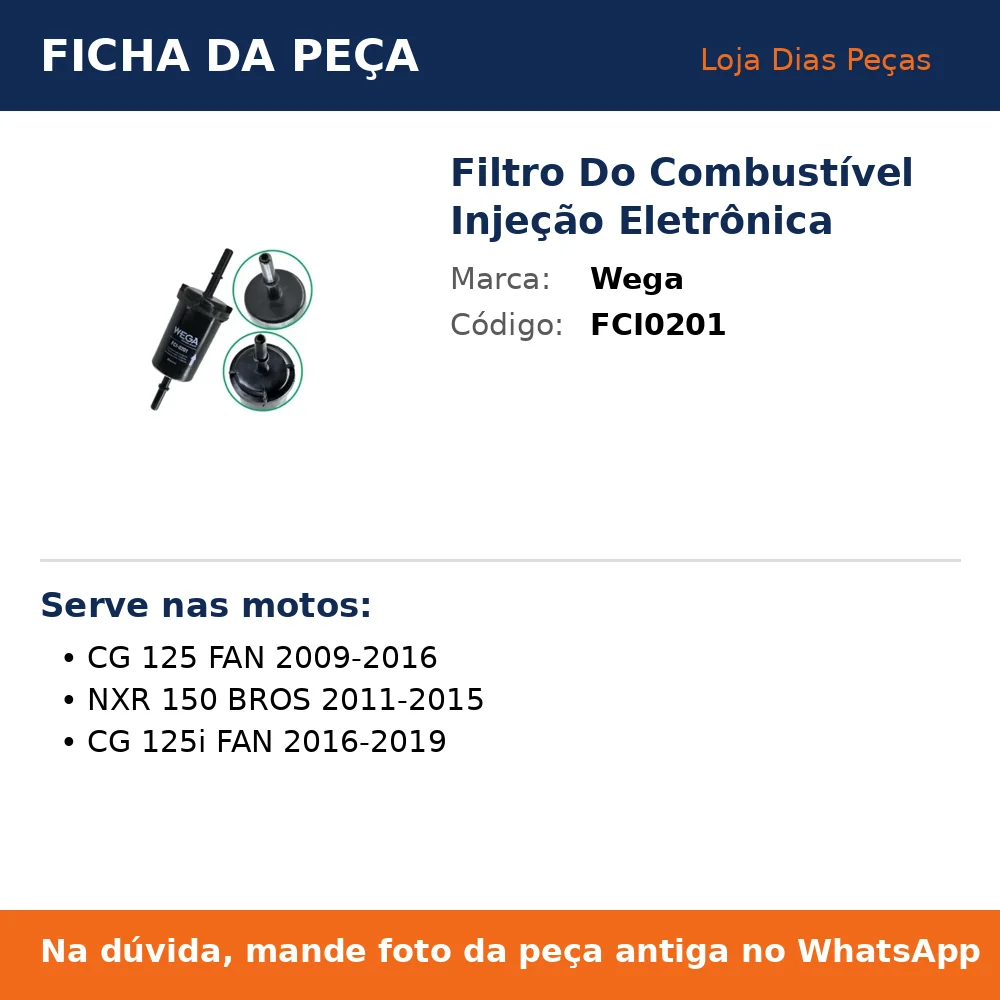 FICHA DA PEÇA
Loja Dias Peças
Filtro Do Combustível
Injeção Eletrônica
Marca: Wega
Código: FCI0201
WEGA
FCI-0201
Serve nas motos:
• CG 125 FAN 2009-2016
• NXR 150 BROS 2011-2015
• CG 125i FAN 2016-2019
Na dúvida, mande foto da peça antiga no WhatsApp